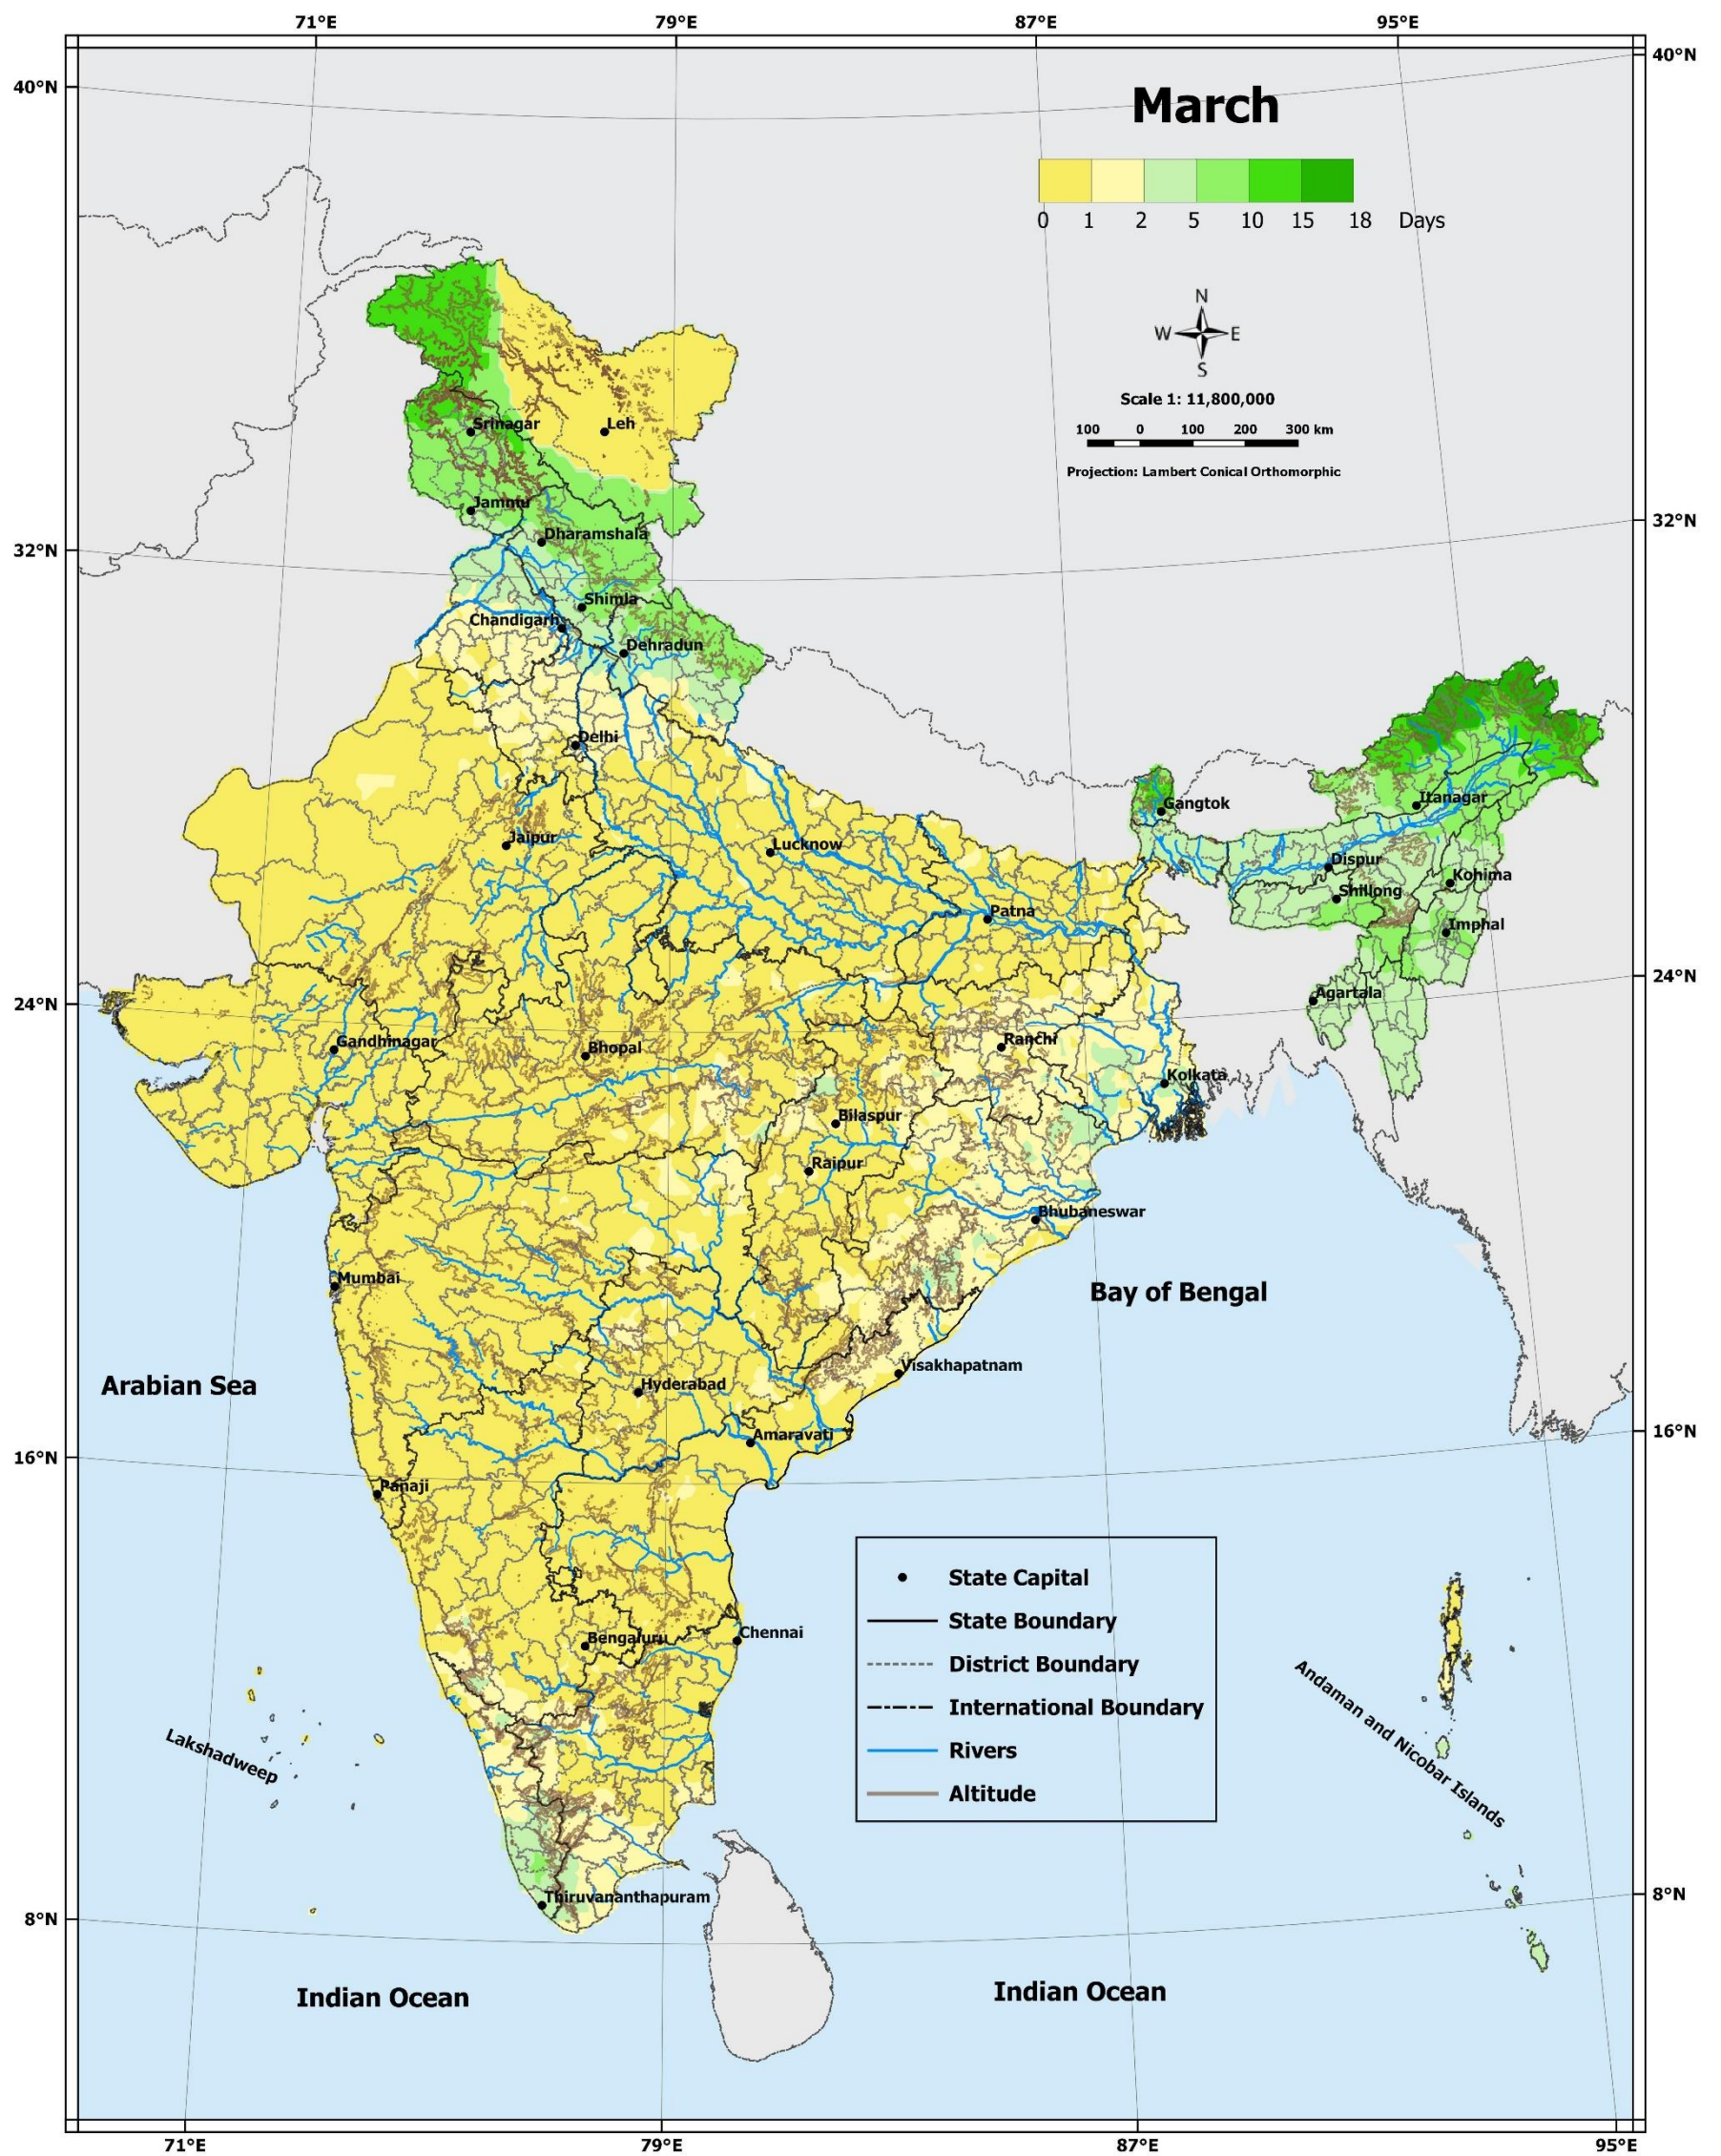 71°E 79°E 87°E 95°E
40°N 40°N
March
0 1 2 5 10 15 18 Days
N
W E
S
Scale 1: 11,800,000
100 0 100 200 300 km
Projection: Lambert Conical Orthomorphic
Srinagar
Leh
Jammu
Dharamshala
32°N 32°N
Shimla
Chandigarh
Dehradun
Delhi
Gangtok
Itanagar
Jaipur
Lucknow
Dispur
Kohima
Shillong
Patna
Imphal
24°N 24°N
Agartala
Gandhinagar
Bhopal
Ranchi
Kolkata
Bilaspur
Raipur
Bhubaneswar
Mumbai
Bay of Bengal
Visakhapatnam
Arabian Sea
Hyderabad
Amaravati
16°N 16°N
Panaji
State Capital
State Boundary
District Boundary
International Boundary
Rivers
Altitude
Bengaluru
Chennai
Andaman and Nicobar Islands
Lakshadweep
Thiruvananthapuram
8°N 8°N
Indian Ocean
Indian Ocean
71°E 79°E 87°E 95°E